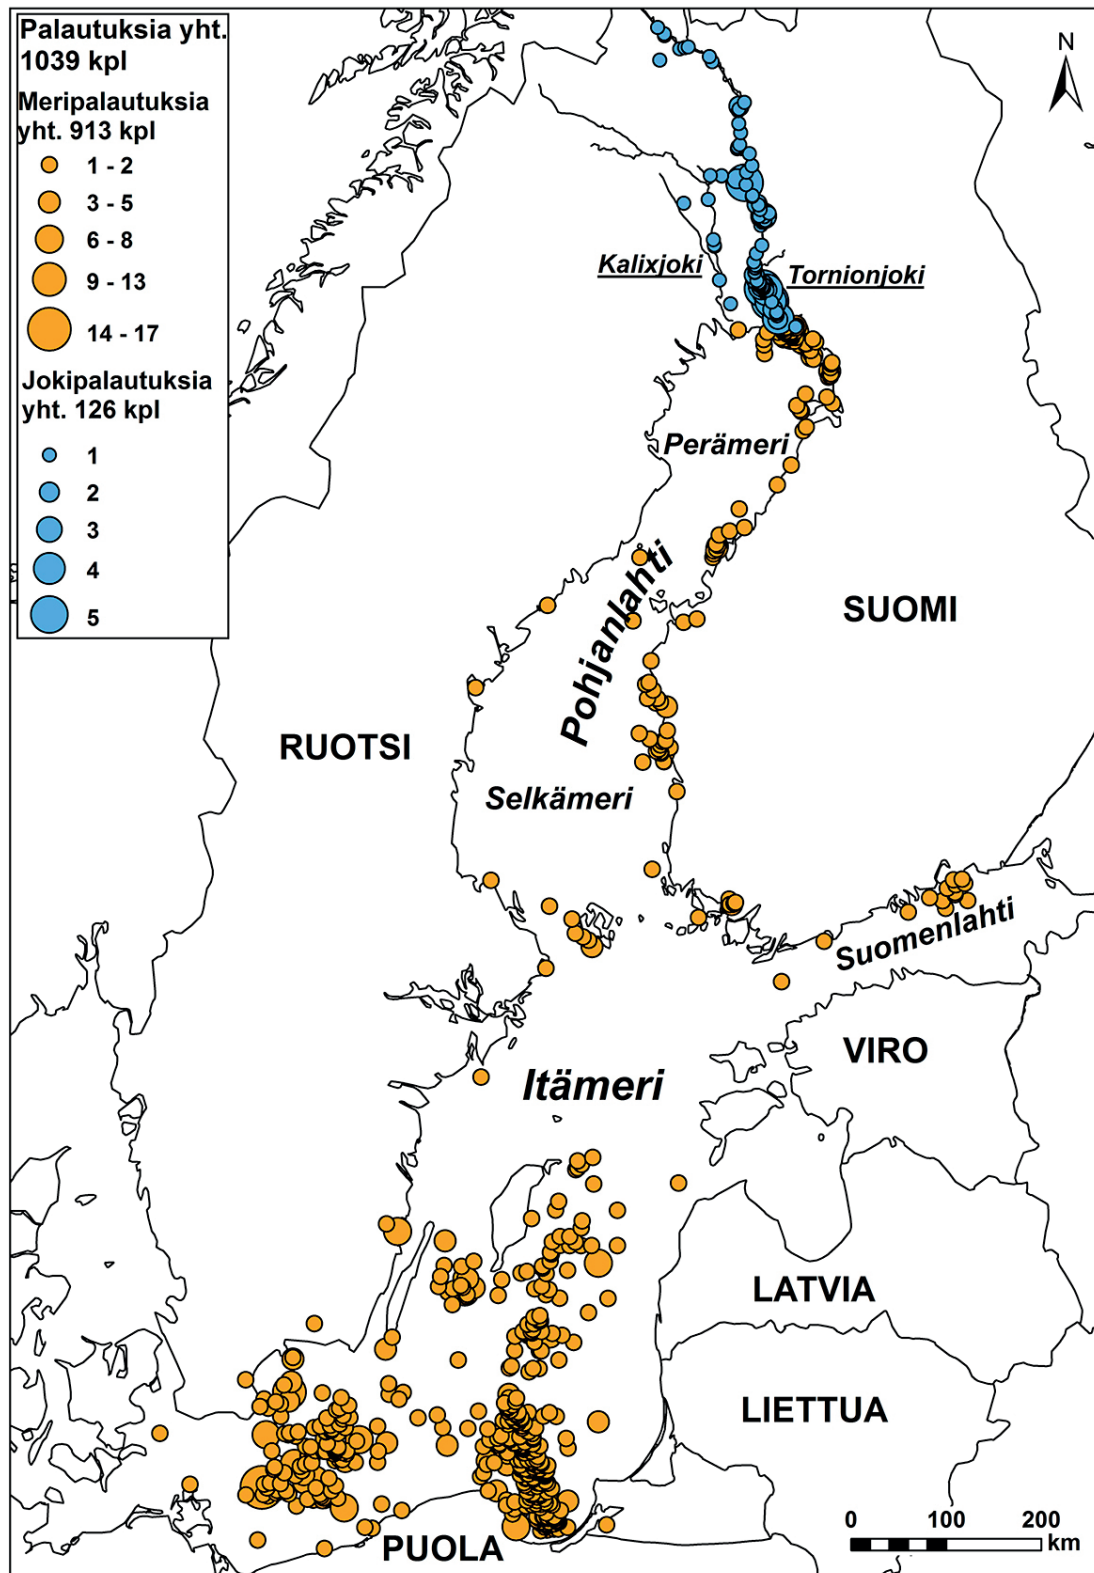 Palautuksia yht.
1039 kpl
Meripalautuksia
yht. 913 kpl
1 - 2
3 - 5
6 - 8
9 - 13
14 - 17
Jokipalautuksia
yht. 126 kpl
1
2
3
4
5
N
Kalixjoki
Tornionjoki
Perämeri
Pohjanlahti
SUOMI
RUOTSI
Selkämeri
Suomenlahti
VIRO
Itämeri
LATVIA
LIETTUA
PUOLA
0 100 200
km